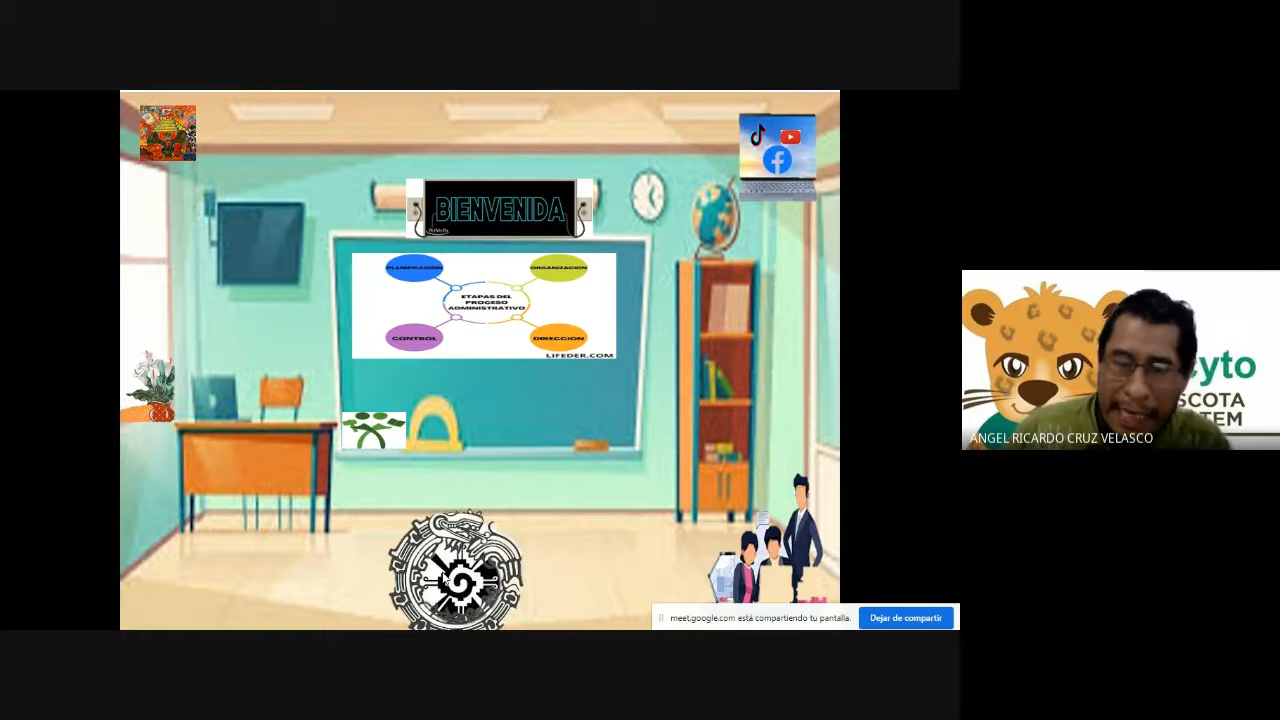 BIENVENIDA
PLANIFICACION
ORGANIZACION
ETAPAS DEL
PROCESO
ADMINISTRATIVO
CONTROL
DIRECCION
LIFEDER.COM
meet.google.com está compartiendo tu pantalla.
Dejar de compartir
cyto
SCOTA
TEM
ANGEL RICARDO CRUZ VELASCO